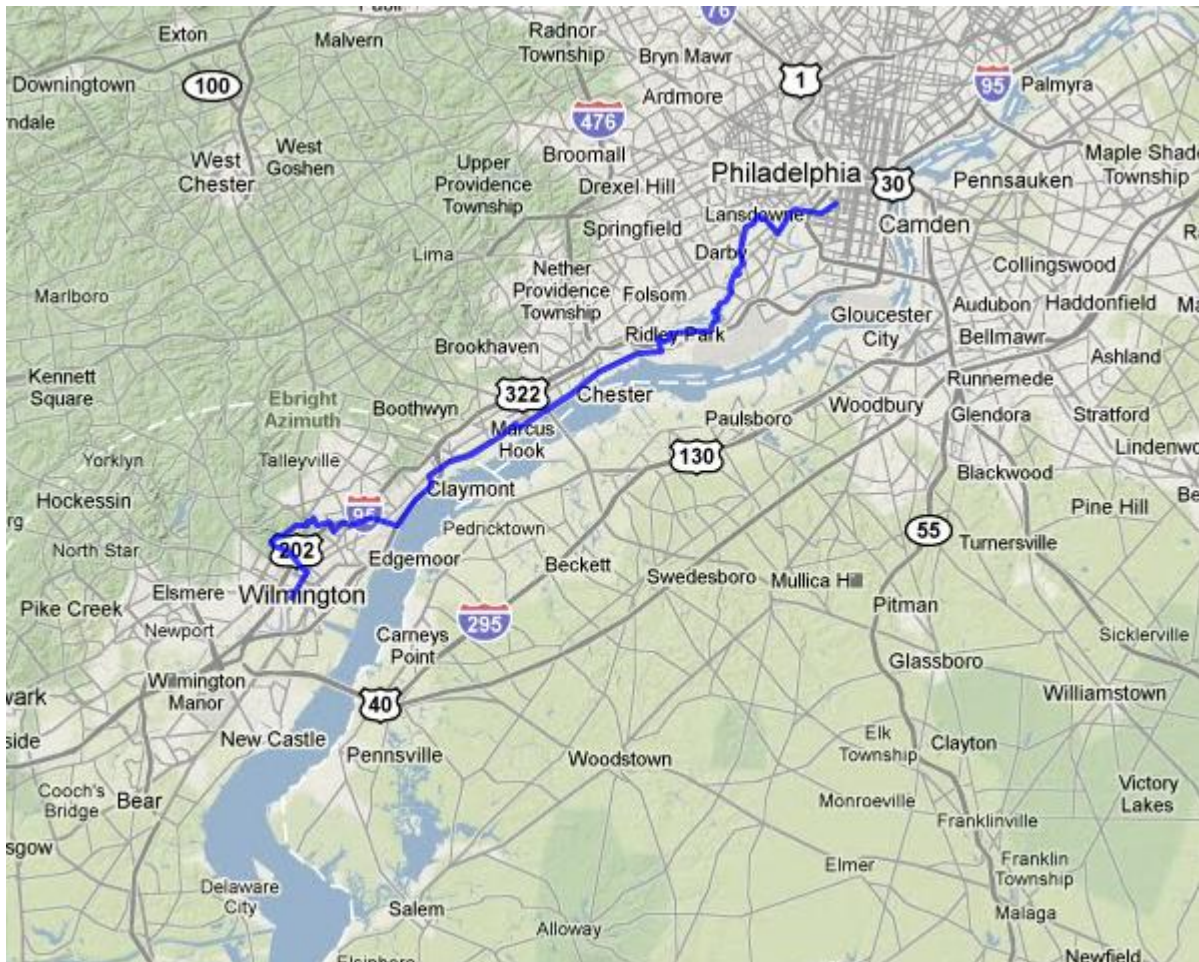 Exton
Malvern
Radnor
Township
76
Bryn Mawr
1
95
Palmyra
Downingtown
100
Ardmore
476
West
Goshen
West
Chester
Broomall
Upper
Providence
Township
Drexel Hill
Philadelphia
30
Pennsauken
Maple Shad
Township
Lansdowne
Springfield
Camden
Lima
Darby
Nether
Providence
Township
Folsom
Collingswood
Marlboro
Audubon
Haddonfield
Gloucester
City
Ridley Park
Bellmawr
Brookhaven
Ashland
Kennett
Square
322
Chester
Runnemede
Ebright
Azimuth
Boothwyn
Paulsboro
Woodbury
Glendora
Stratford
Marcus
Hook
Lindenwo
Yorklyn
Talleyville
130
Blackwood
Hockessin
Claymont
Pine Hill
95
Pedricktown
55
North Star
202
Edgemoor
Beckett
Turnersville
Swedesboro
Mullica Hill
Elsmere
Wilmington
Pike Creek
Pitman
Newport
295
Carneys
Point
Sicklerville
Glassboro
Wilmington
Manor
40
Williamstown
New Castle
Pennsville
Woodstown
Elk
Township
Clayton
Cooch's
Bridge
Bear
Monroeville
Victory
Lakes
Franklinville
Elmer
Franklin
Township
Delaware
City
Salem
Malaga
Alloway
Newfield